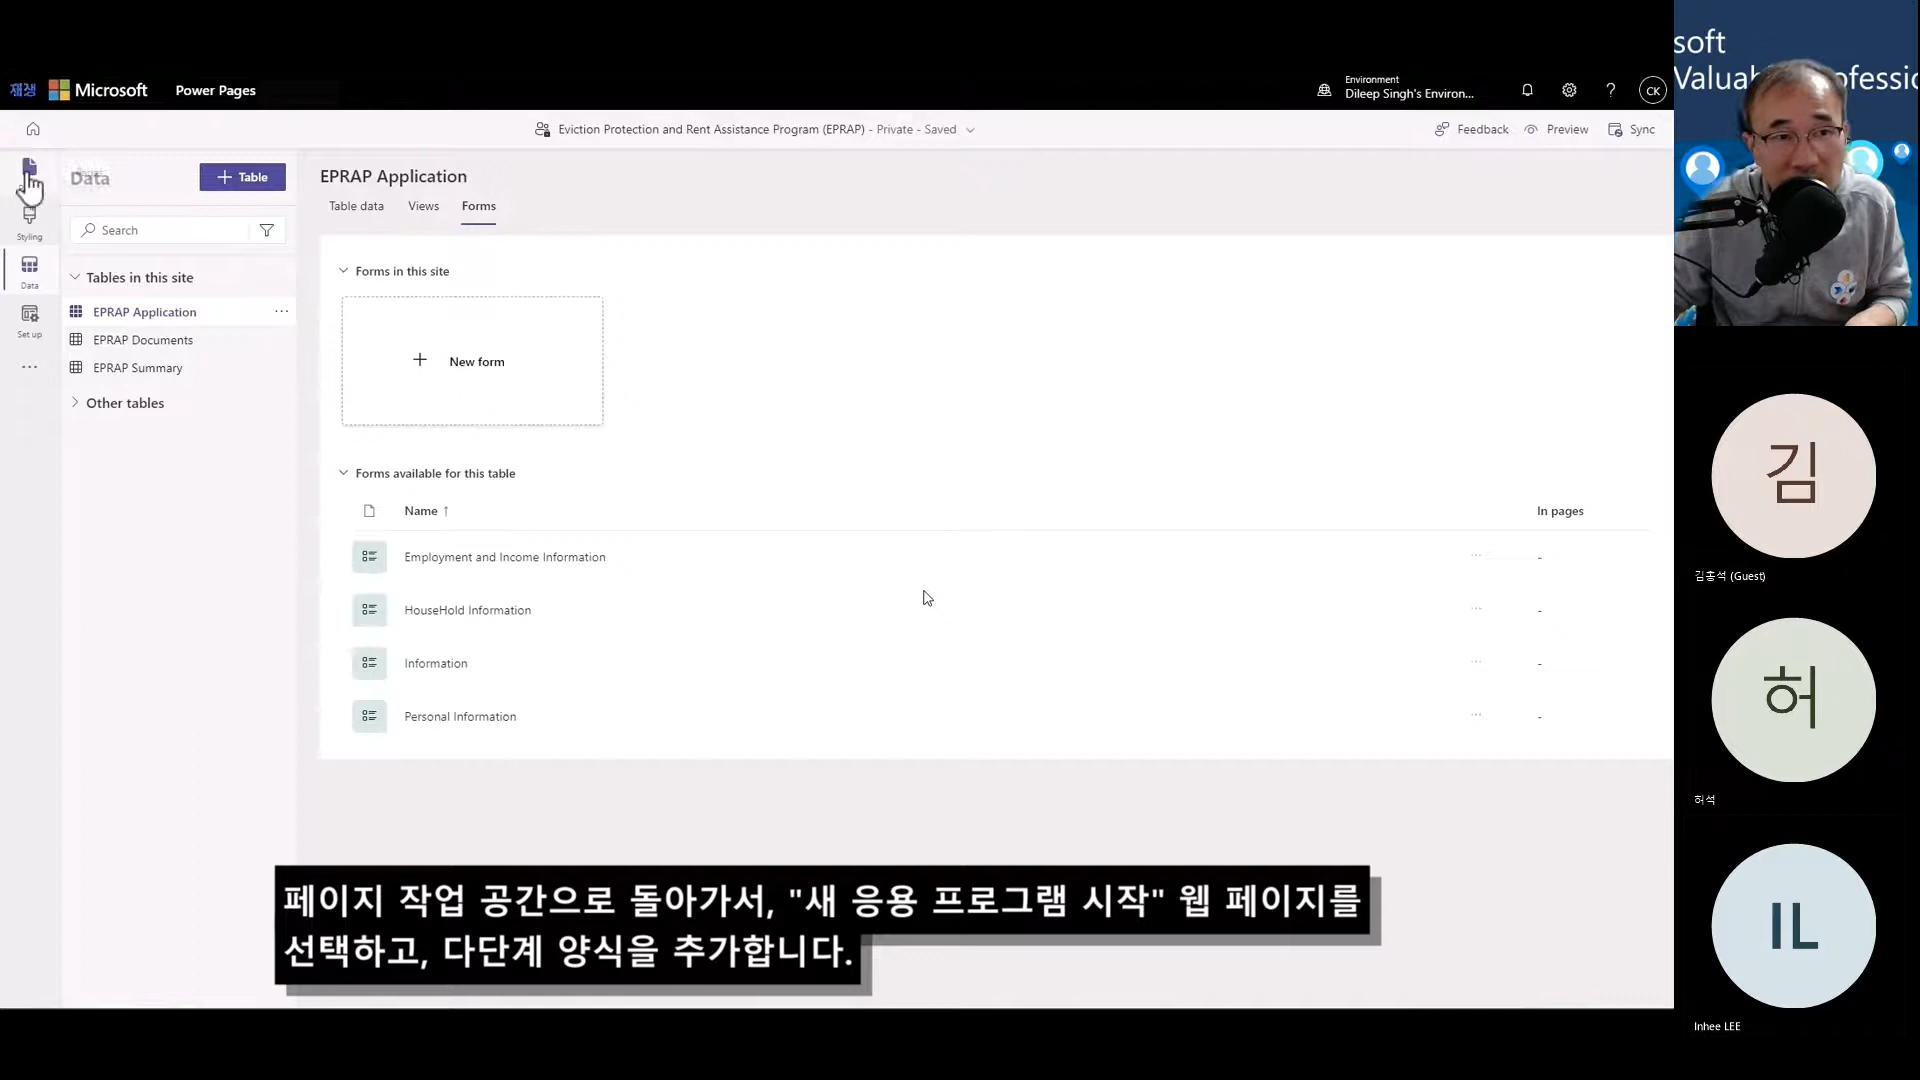 soft
Valuab ofessic
재생 Microsoft Power Pages
Environment
Dileep Singh's Environ...
? CK
Eviction Protection and Rent Assistance Program (EPRAP) - Private - Saved
Feedback Preview Sync
Data
+ Table
EPRAP Application
Table data Views Forms
Styling
Search
Data
Tables in this site
Forms in this site
EPRAP Application ...
EPRAP Documents
EPRAP Summary
Set up
...
Other tables
+ New form
Forms available for this table
Name ↑ In pages
Employment and Income Information ... -
HouseHold Information ... -
Information ... -
Personal Information ... -
페이지 작업 공간으로 돌아가서, "새 응용 프로그램 시작" 웹 페이지를
선택하고, 다단계 양식을 추가합니다.
김
김홍석 (Guest)
허
허석
IL
Inhee LEE